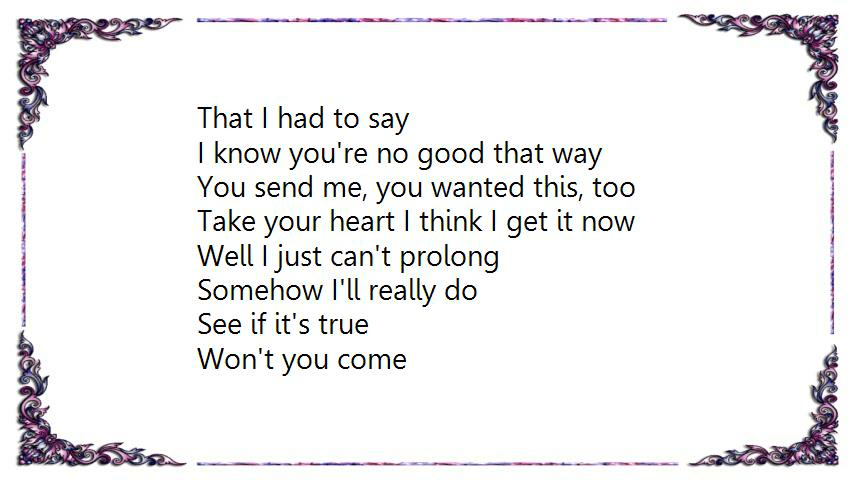 That I had to say
I know you're no good that way
You send me, you wanted this, too
Take your heart I think I get it now
Well I just can't prolong
Somehow I'll really do
See if it's true
Won't you come